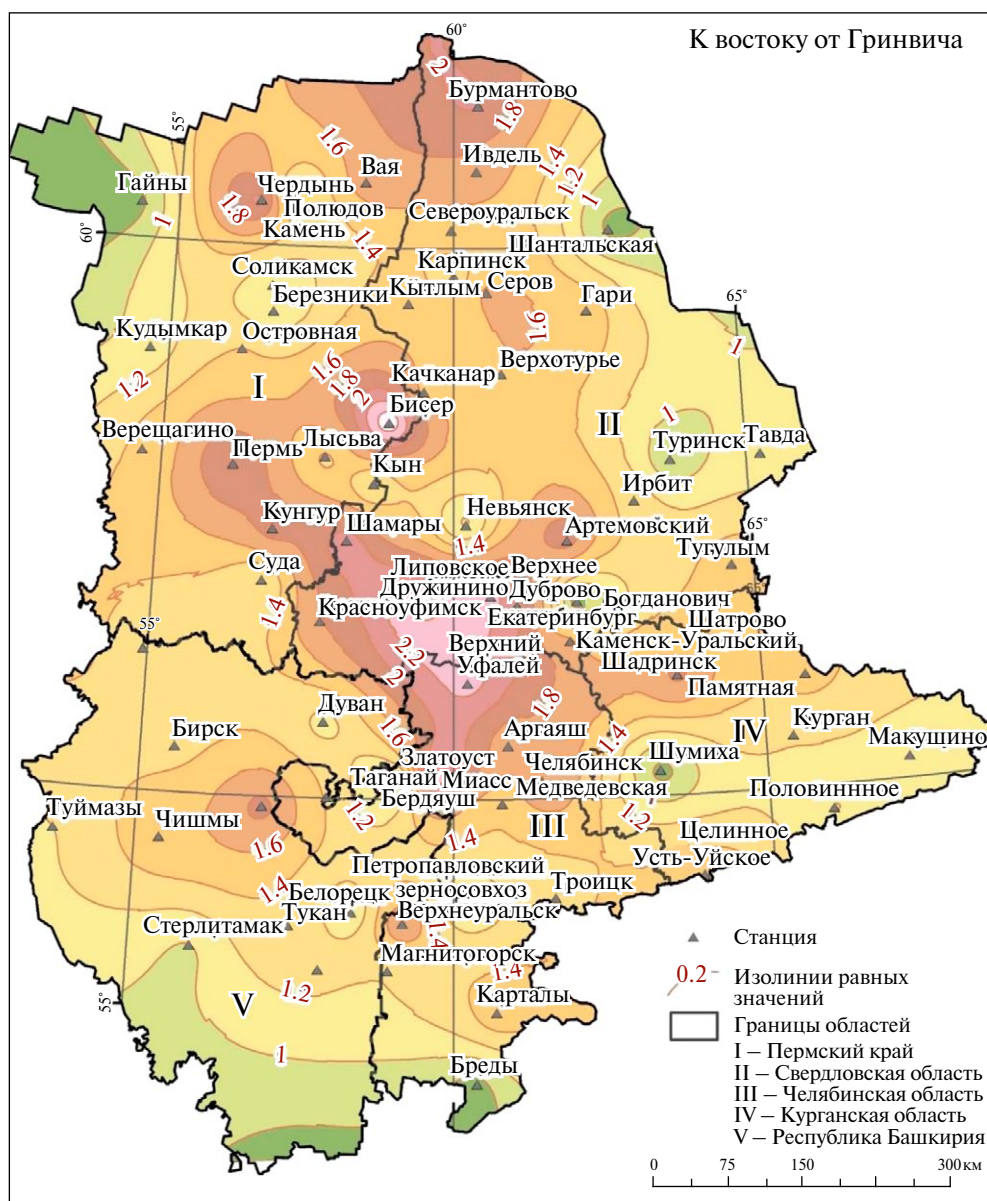 60°
К востоку от Гринвича
2
Бурмантово
1.8
55°
1.6
Ивдель
1.4
1.2
1
Вая
Гайны
Чердынь
1.8
1
Полюдов
Камень
Североуральск
60°
1.4
Шантальская
Карпинск
Соликамск
Березники
Кытлым
Серов
Гари
65°
1.6
1
Кудымкар
Островная
Верхотурье
1.2
1.6
1.8
2
I
Качканар
Бисер
1
II
Верещагино
Лысьва
Пермь
Туринск
Тавда
Кын
Ирбит
Невьянск
Кунгур
Шамары
Артемовский
65°
1.4
Тугулым
Суда
Липовское
Верхнее
Дружинино
Дуброво
55°
1.4
Красноуфимск
Богданович
Екатеринбург
Шатрово
55°
2.2
2
Верхний
Уфалей
Каменск-Уральский
Шадринск
Памятная
1.8
Дуван
1.6
Бирск
Аргаяш
1.4
IV
Курган
Макушино
Златоуст
Челябинск
Шумиха
Таганай
Миасс
Бердяуш
Медведевская
Половиннное
Туймазы
Чишмы
1.2
1.2
III
Целинное
1.6
1.4
Усть-Уйское
Петропавловский
зерносовхоз
1.4
Белорецк
Троицк
Тукан
Верхнеуральск
Стерлитамак
1.4
Магнитогорск
1.4
Станция
0.2
Изолинии равных
значений
1.2
Карталы
55°
V
Границы областей
1
I – Пермский край
Бреды
II – Свердловская область
III – Челябинская область
IV – Курганская область
V – Республика Башкирия
0 75 150 300 км